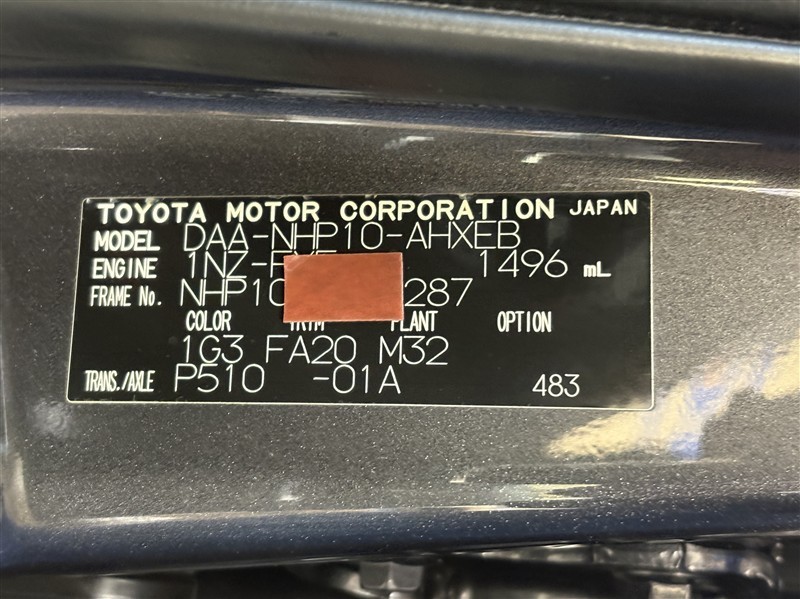 TOYOTA MOTOR CORPORATION JAPAN
MODEL DAA-NHP10-AHXEB
ENGINE 1NZ- 1496 mL
FRAME No. NHP10 287
COLOR TRIM PLANT OPTION
1G3 FA20 M32
TRANS./AXLE P510 -01A 483